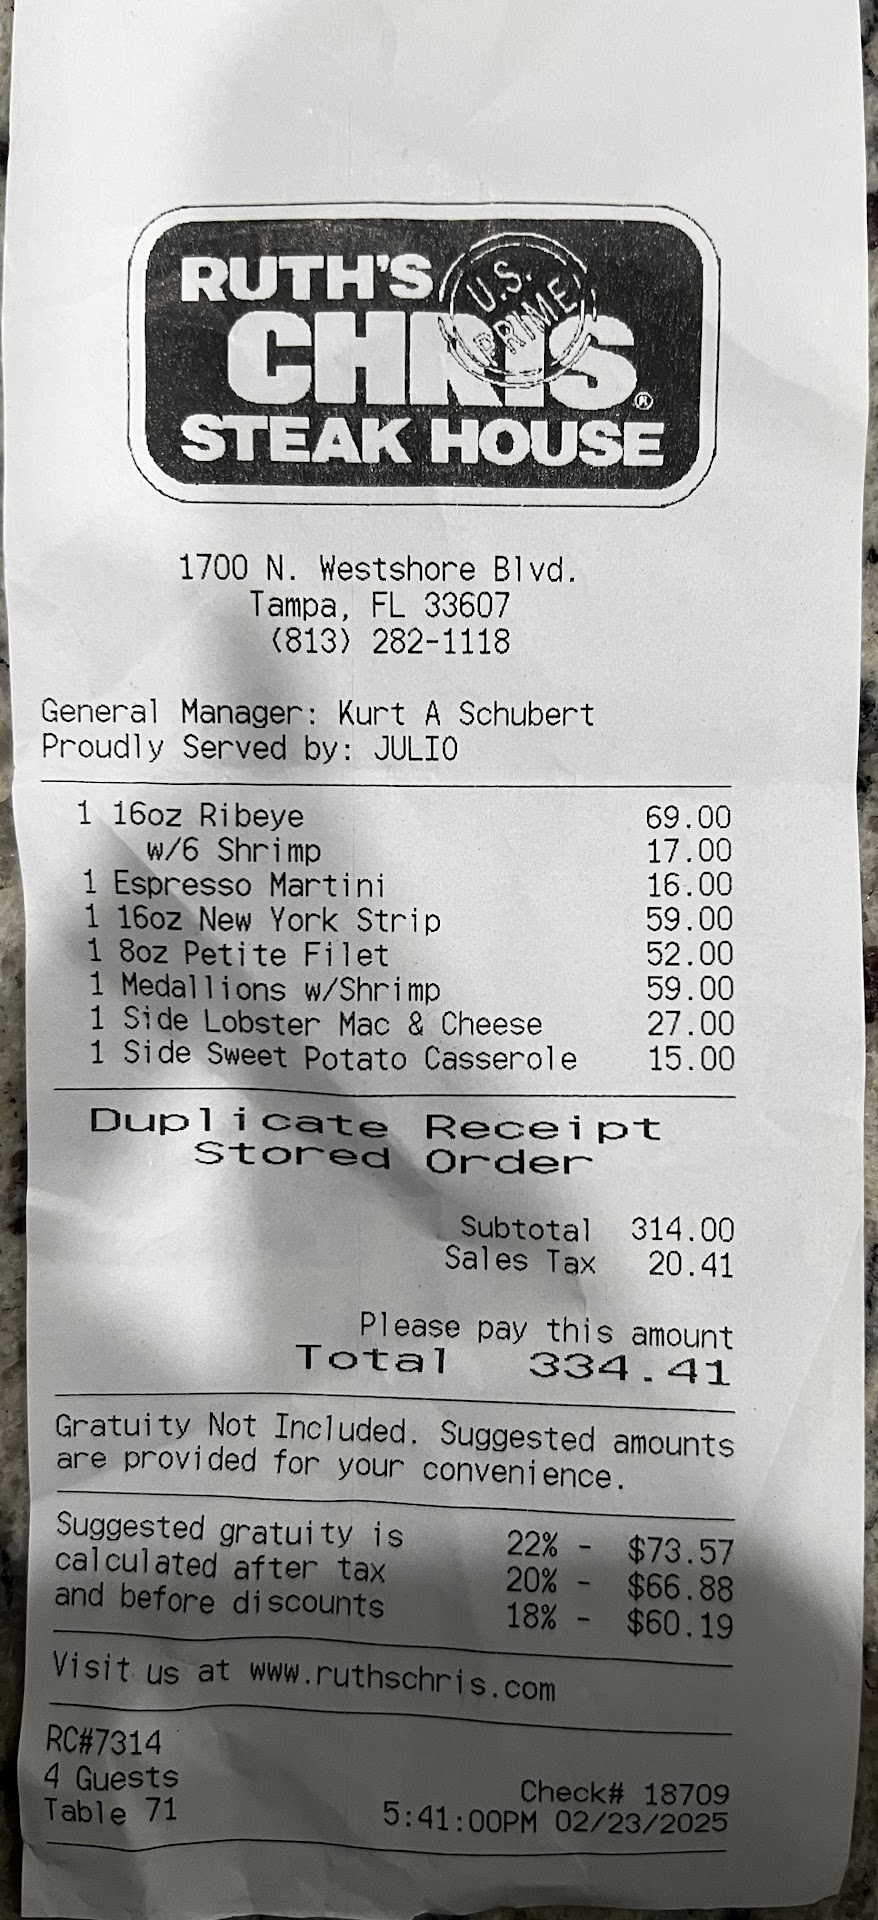 RUTH'S
U.S. PRIME
CHRIS
STEAK HOUSE
1700 N. Westshore Blvd.
Tampa, FL 33607
(813) 282-1118
General Manager: Kurt A Schubert
Proudly Served by: JULIO
1 16oz Ribeye 69.00
w/6 Shrimp 17.00
1 Espresso Martini 16.00
1 16oz New York Strip 59.00
1 8oz Petite Filet 52.00
1 Medallions w/Shrimp 59.00
1 Side Lobster Mac & Cheese 27.00
1 Side Sweet Potato Casserole 15.00
Duplicate Receipt
Stored Order
Subtotal 314.00
Sales Tax 20.41
Please pay this amount
Total 334.41
Gratuity Not Included. Suggested amounts
are provided for your convenience.
Suggested gratuity is 22% - $73.57
calculated after tax 20% - $66.88
and before discounts 18% - $60.19
Visit us at www.ruthschris.com
RC#7314
4 Guests Check# 18709
Table 71 5:41:00PM 02/23/2025